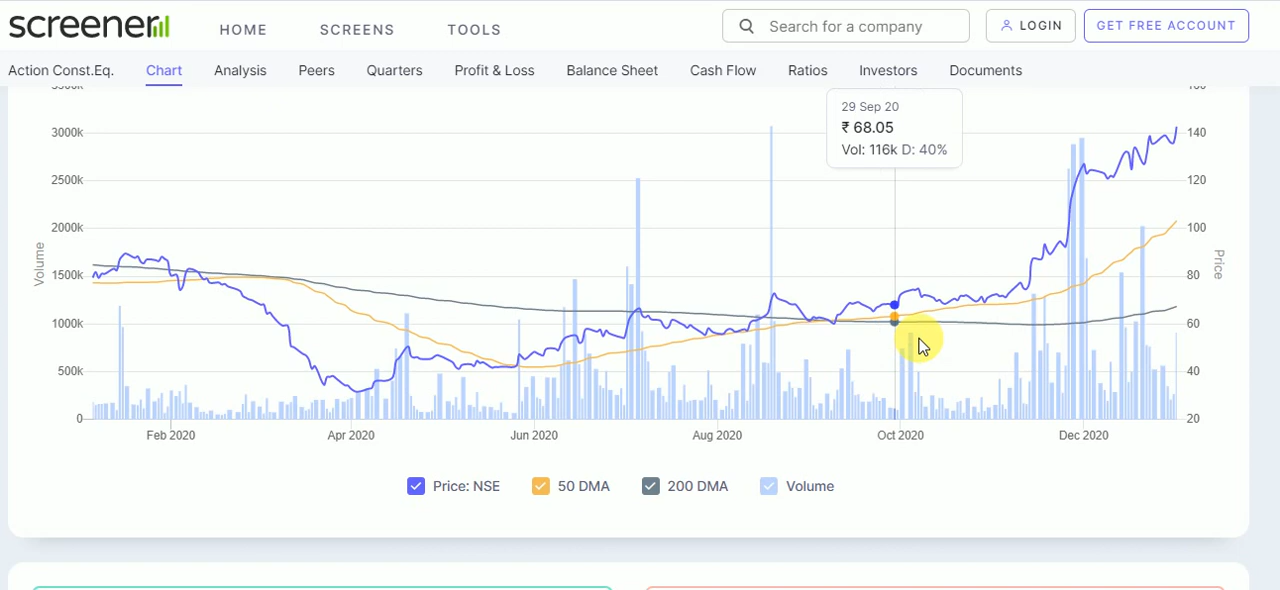 screener
HOME SCREENS TOOLS
Search for a company
LOGIN
GET FREE ACCOUNT
Action Const.Eq. Chart Analysis Peers Quarters Profit & Loss Balance Sheet Cash Flow Ratios Investors Documents
29 Sep 20
₹ 68.05
Vol: 116k D: 40%
3500k 160
3000k 140
2500k 120
2000k 100
1500k 80
1000k 60
500k 40
0 20
Volume
Price
Feb 2020 Apr 2020 Jun 2020 Aug 2020 Oct 2020 Dec 2020
Price: NSE 50 DMA 200 DMA Volume